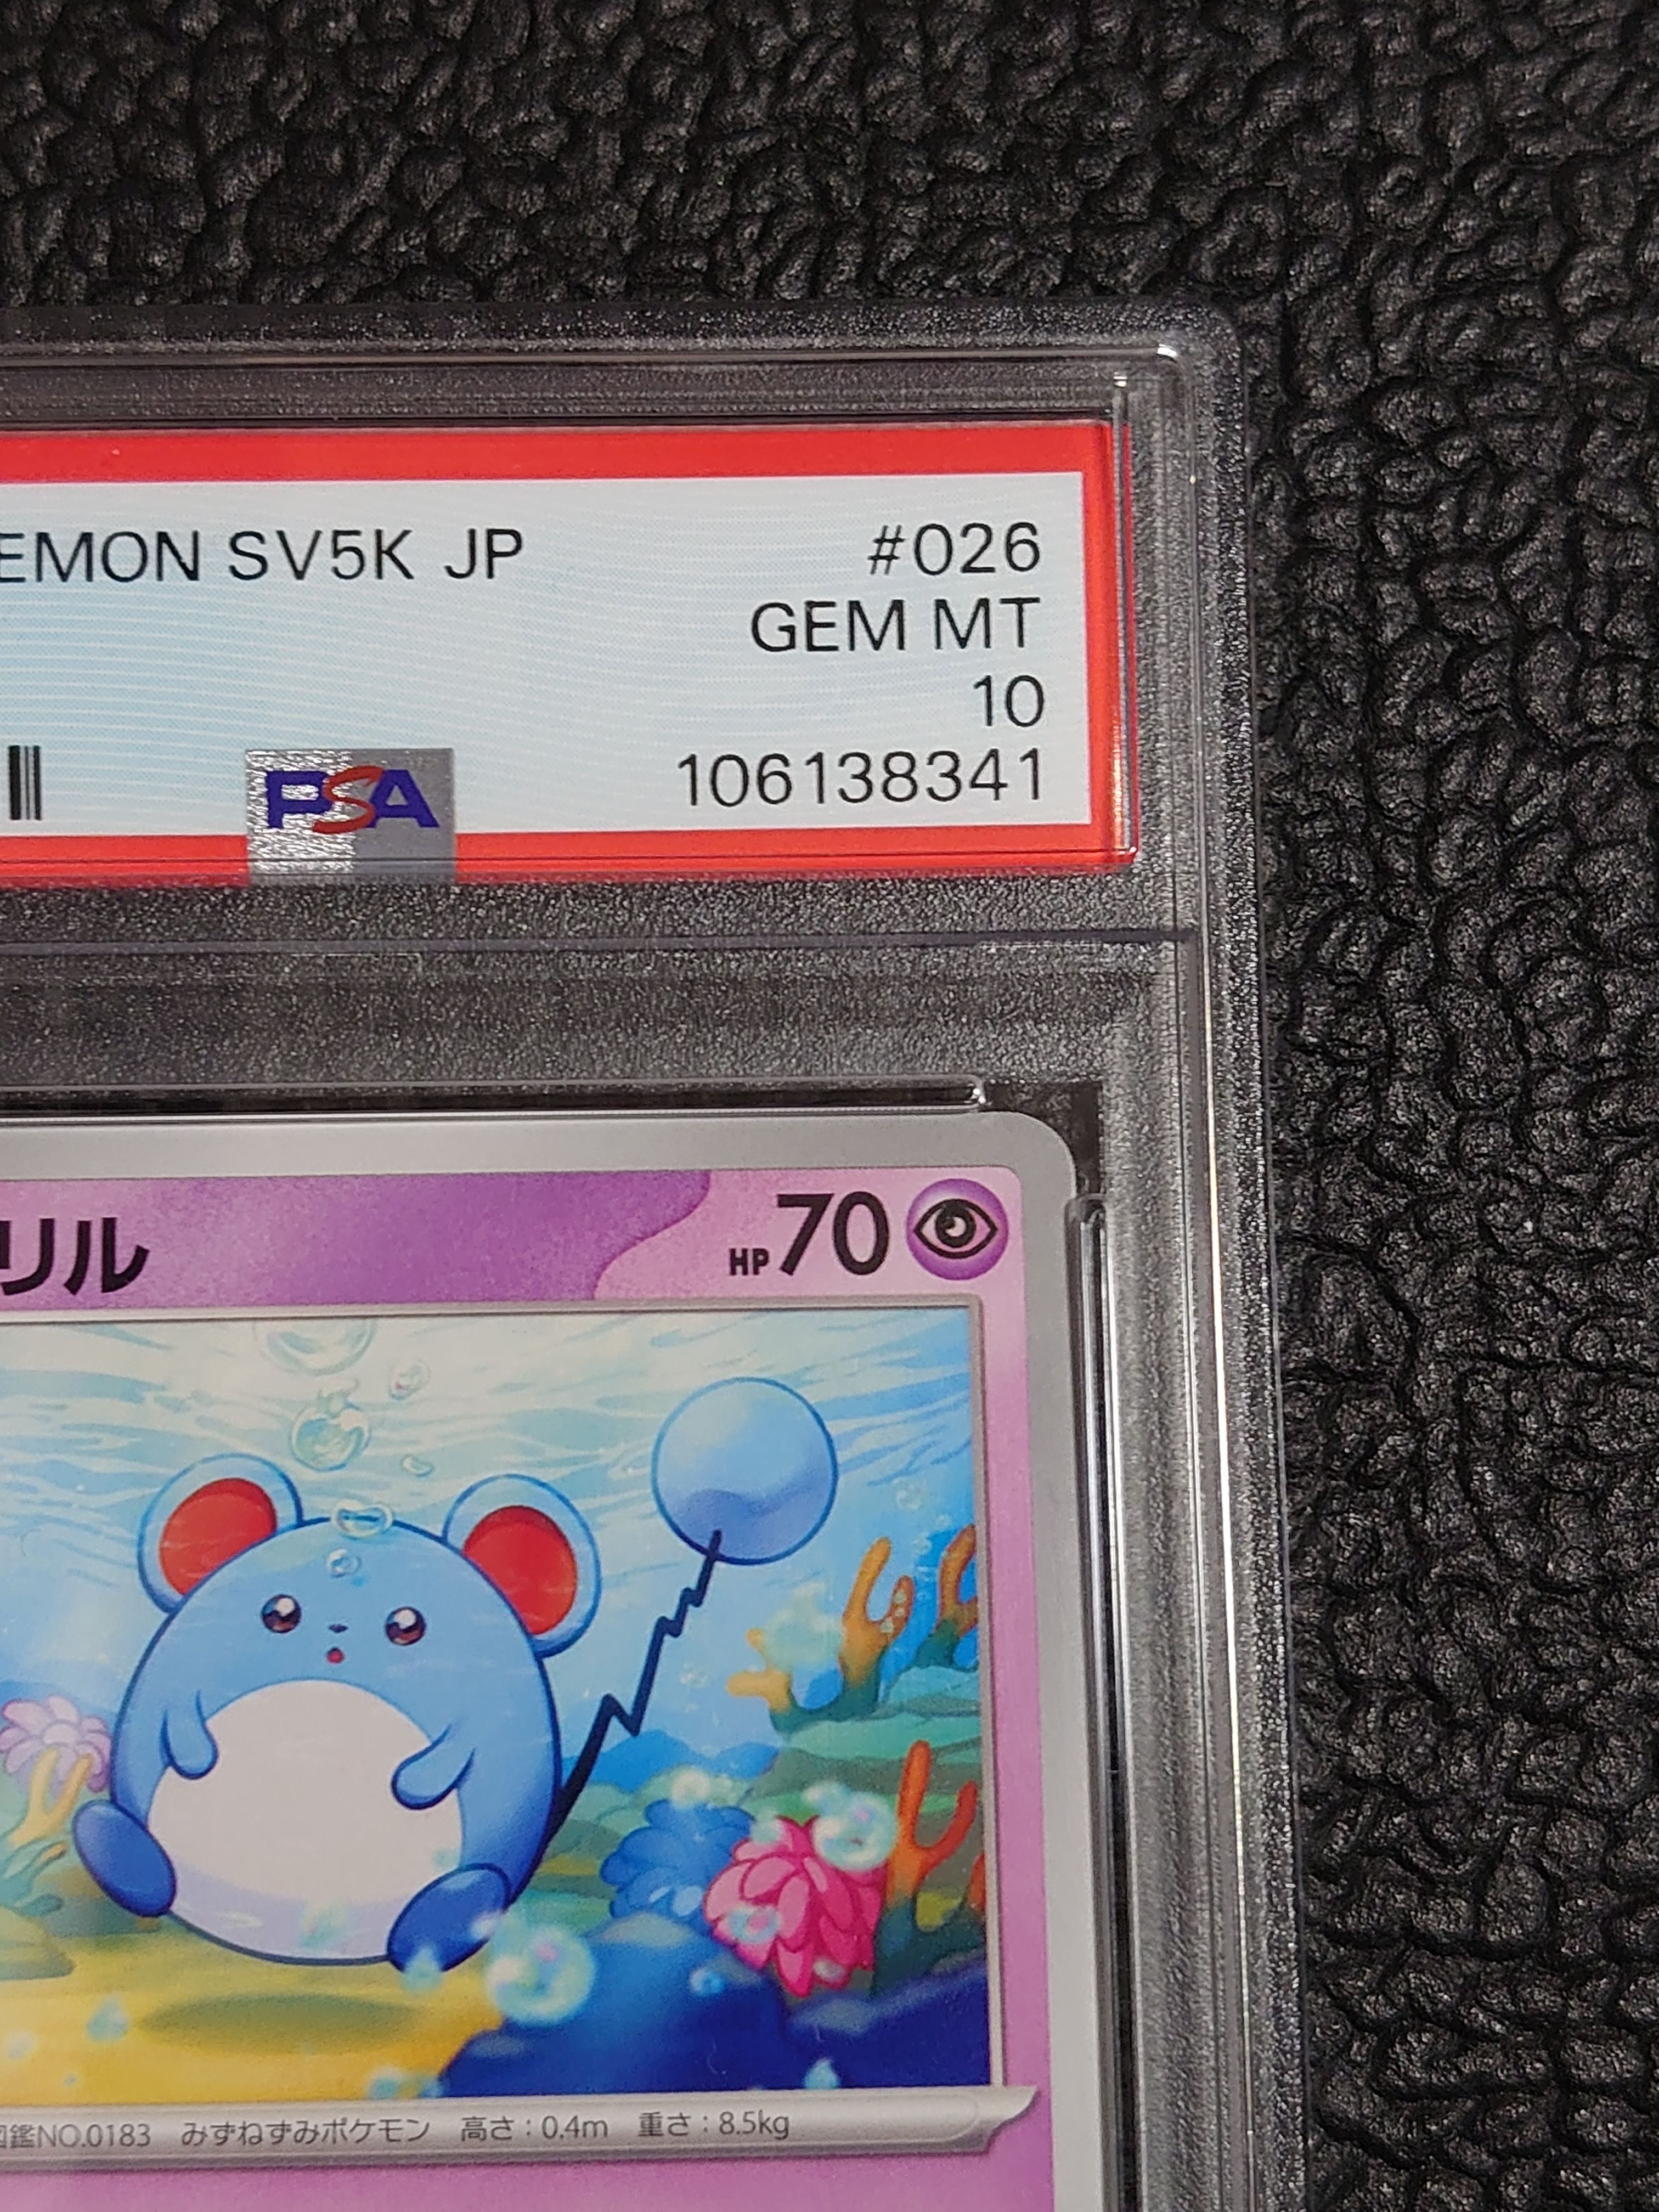 EMON SV5K JP #026
GEM MT
10
PSA 106138341
リル HP70
図鑑NO.0183 みずねずみポケモン 高さ:0.4m 重さ:8.5kg